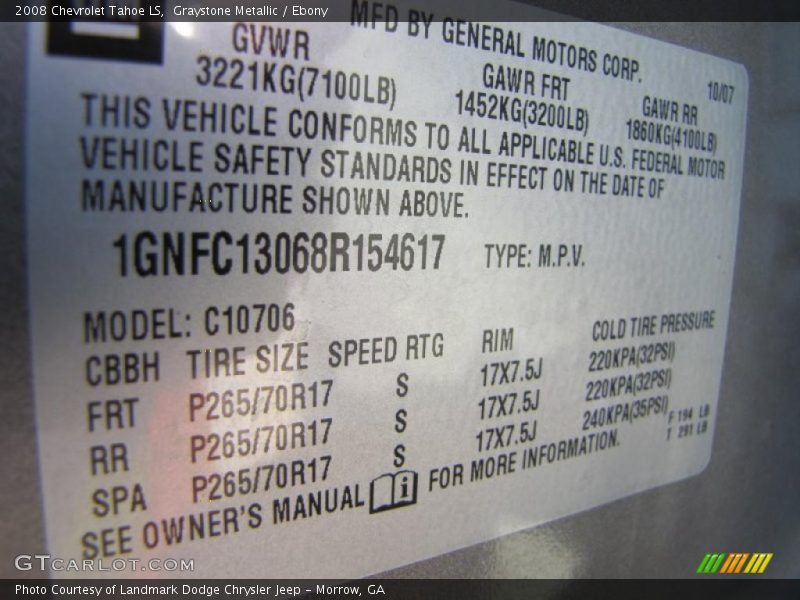 2008 Chevrolet Tahoe LS,  Graystone Metallic / Ebony
MFD BY GENERAL MOTORS CORP.
10/07
GVWR GAWR FRT GAWR RR
3221KG(7100LB) 1452KG(3200LB) 1860KG(4100LB)
THIS VEHICLE CONFORMS TO ALL APPLICABLE U.S. FEDERAL MOTOR
VEHICLE SAFETY STANDARDS IN EFFECT ON THE DATE OF
MANUFACTURE SHOWN ABOVE.
1GNFC13068R154617 TYPE: M.P.V.
MODEL: C10706
CBBH TIRE SIZE SPEED RTG RIM COLD TIRE PRESSURE
FRT P265/70R17 S 17X7.5J 220KPA(32PSI)
RR P265/70R17 S 17X7.5J 220KPA(32PSI)
SPA P265/70R17 S 17X7.5J 240KPA(35PSI)
F 194 LB
T 291 LB
SEE OWNER'S MANUAL i FOR MORE INFORMATION.
GTCARLOT.COM
Photo Courtesy of Landmark Dodge Chrysler Jeep – Morrow, GA